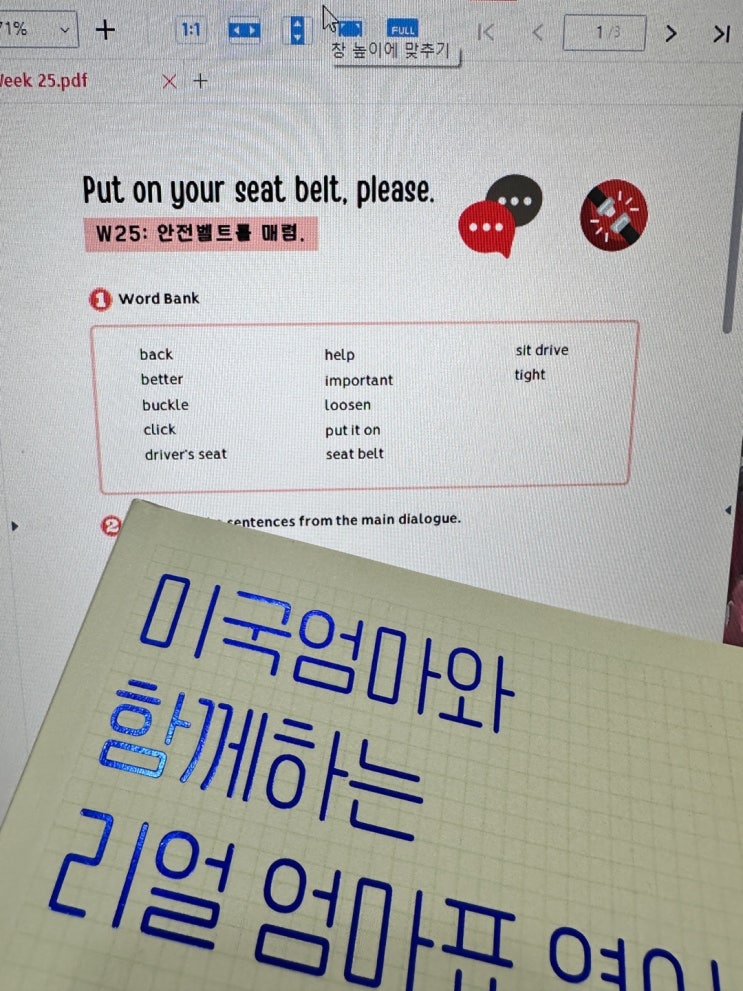 1:1
FULL
1 /3
창 높이에 맞추기
Week 25.pdf
Put on your seat belt, please.
W25: 안전벨트를 매렴.
1 Word Bank
back help sit drive
better important tight
buckle loosen
click put it on
driver's seat seat belt
2 sentences from the main dialogue.
미국엄마와
함께하는
리얼 엄마표